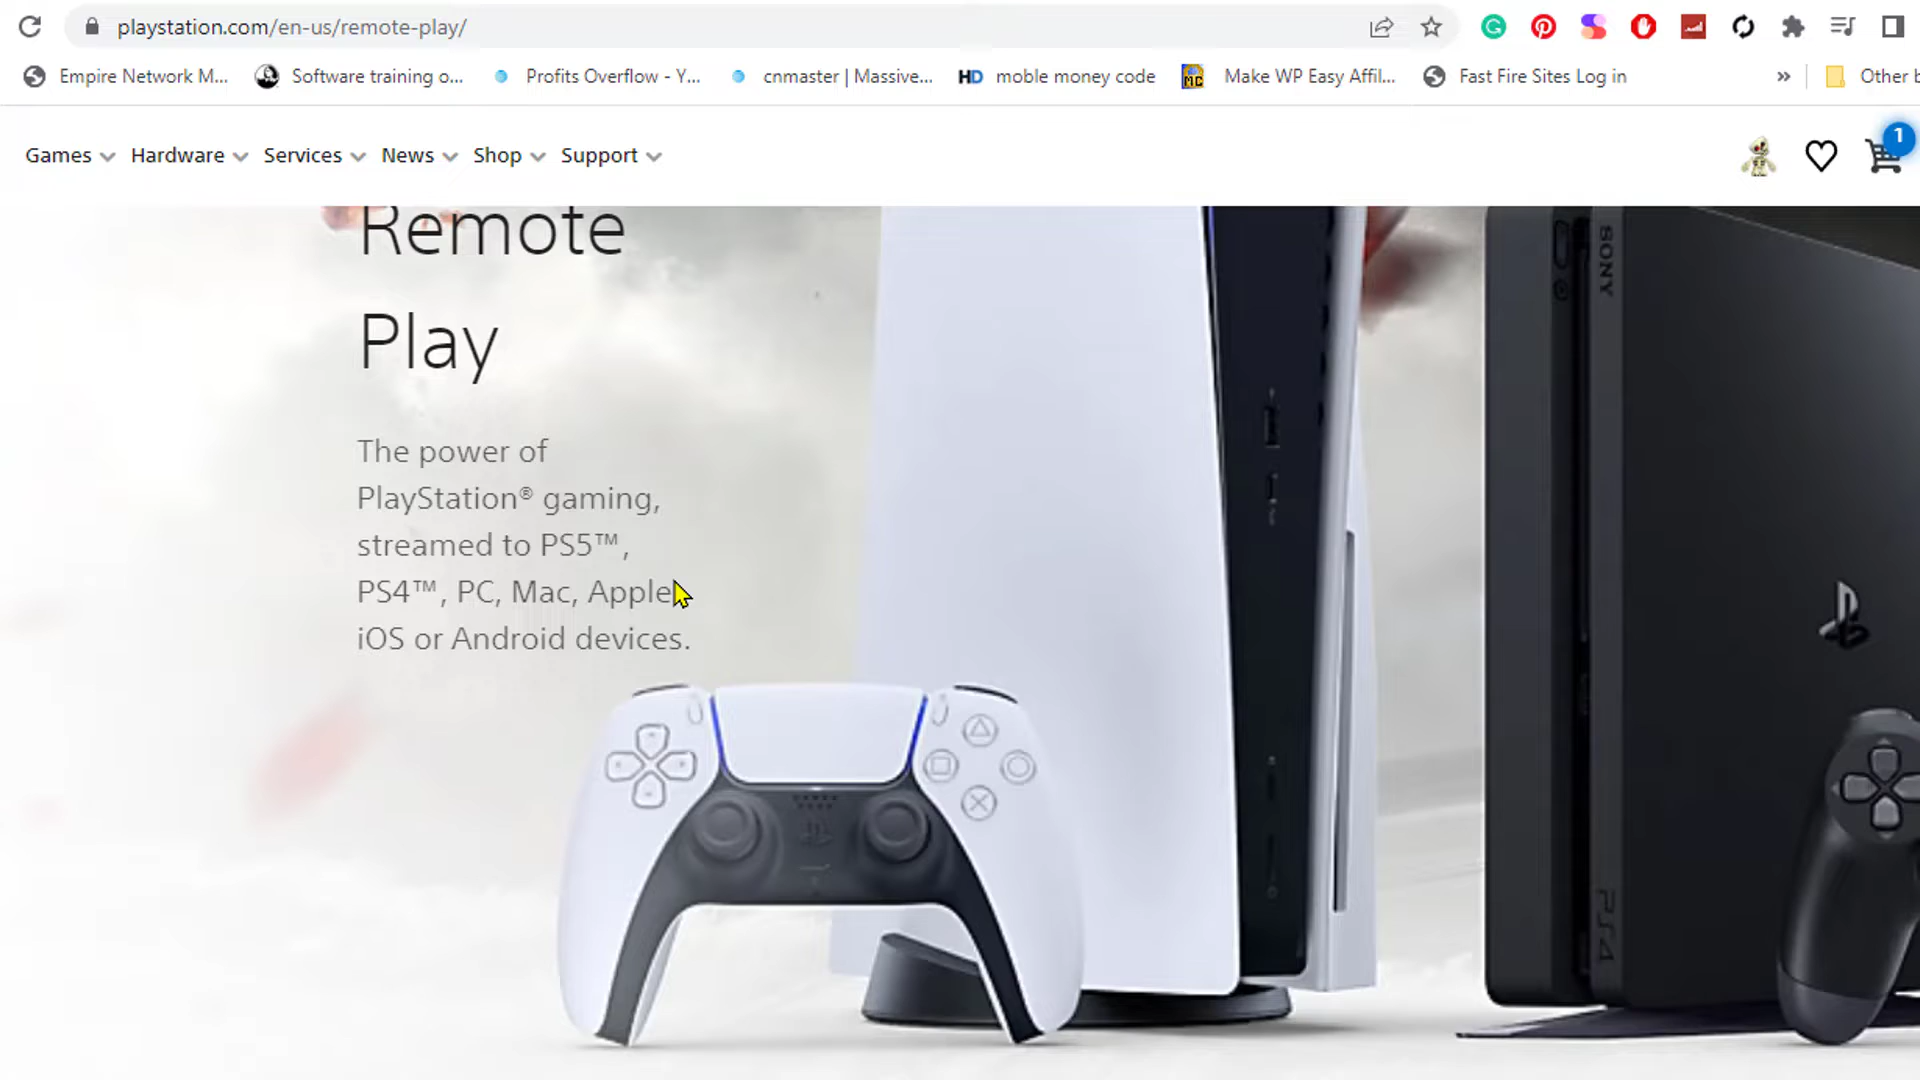 playstation.com/en-us/remote-play/
Empire Network M... Software training o... Profits Overflow - Y... cnmaster | Massive... HD moble money code MC Make WP Easy Affil... Fast Fire Sites Log in » Other b
Games Hardware Services News Shop Support 1
Remote
Play
The power of
PlayStation® gaming,
streamed to PS5™,
PS4™, PC, Mac, Apple
iOS or Android devices.
SONY
PS4